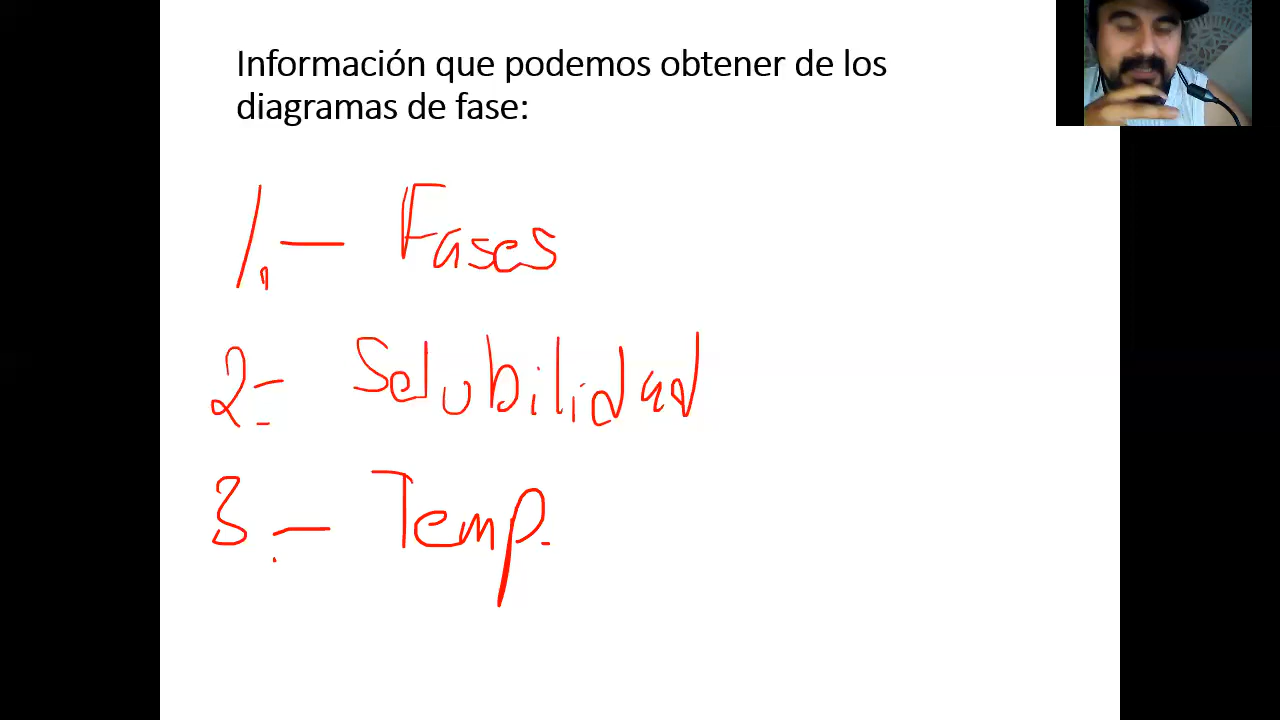 Información que podemos obtener de los
diagramas de fase:
1.- Fases
2.- Solubilidad
3.- Temp.